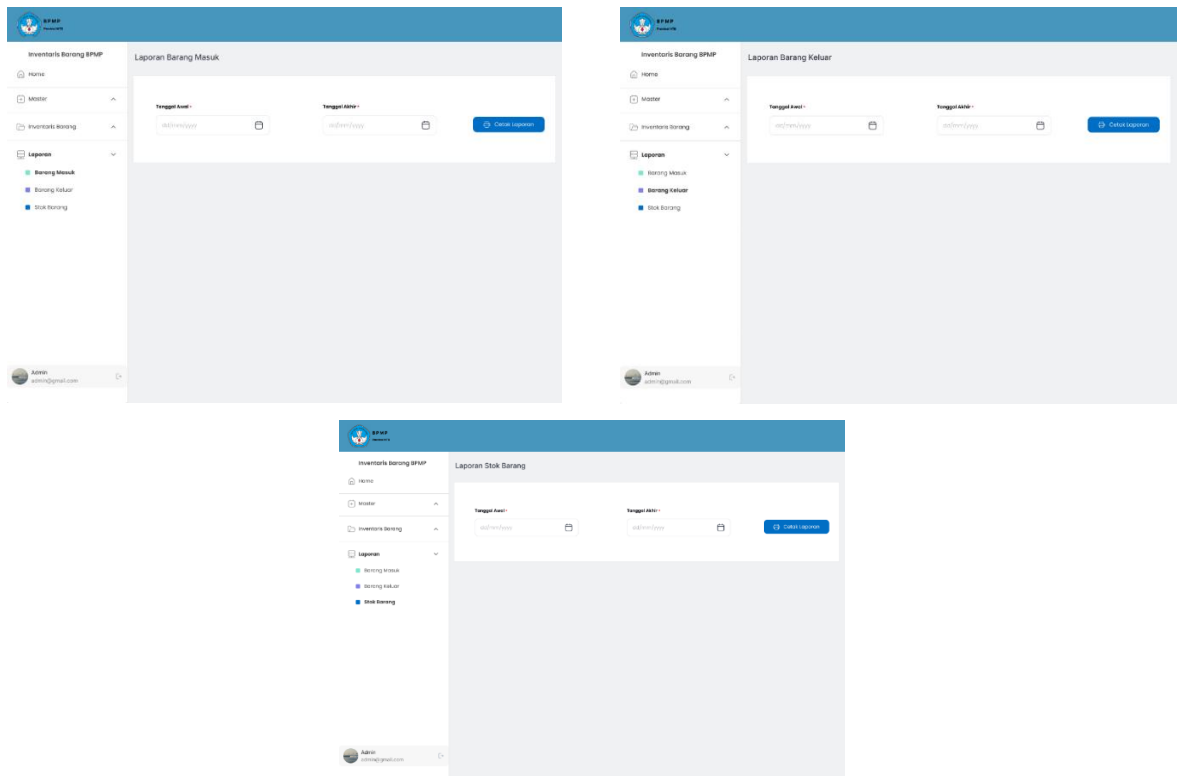 BPMP
Inventaris Barang BPMP
Home
Master
Inventaris Barang
Laporan
Barang Masuk
Barang Keluar
Stok Barang
Admin
admin@gmail.com
Laporan Barang Masuk
Tanggal Awal *
Tanggal Akhir *
dd/mm/yyyy
dd/mm/yyyy
Cetak Laporan
BPMP
Inventaris Barang BPMP
Home
Master
Inventaris Barang
Laporan
Barang Masuk
Barang Keluar
Stok Barang
Admin
admin@gmail.com
Laporan Barang Keluar
Tanggal Awal *
Tanggal Akhir *
dd/mm/yyyy
dd/mm/yyyy
Cetak Laporan
BPMP
Inventaris Barang BPMP
Home
Master
Inventaris Barang
Laporan
Barang Masuk
Barang Keluar
Stok Barang
Admin
admin@gmail.com
Laporan Stok Barang
Tanggal Awal *
Tanggal Akhir *
dd/mm/yyyy
dd/mm/yyyy
Cetak Laporan